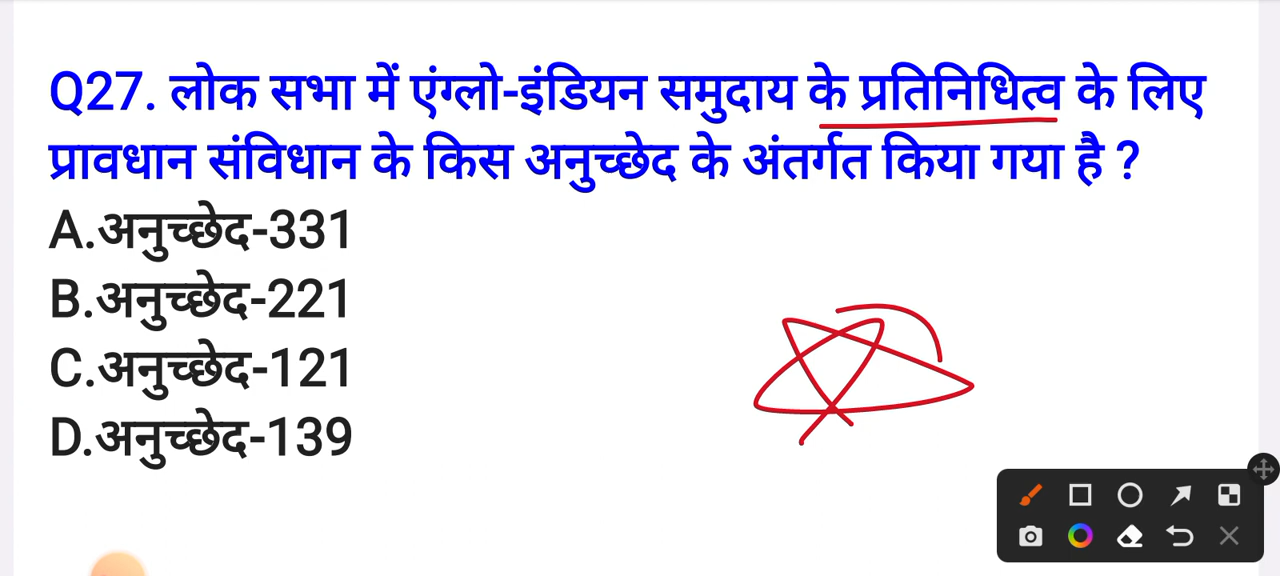 Q27. लोक सभा में एंग्लो-इंडियन समुदाय के प्रतिनिधित्व के लिए
प्रावधान संविधान के किस अनुच्छेद के अंतर्गत किया गया है ?
A.अनुच्छेद-331
B.अनुच्छेद-221
C.अनुच्छेद-121
D.अनुच्छेद-139